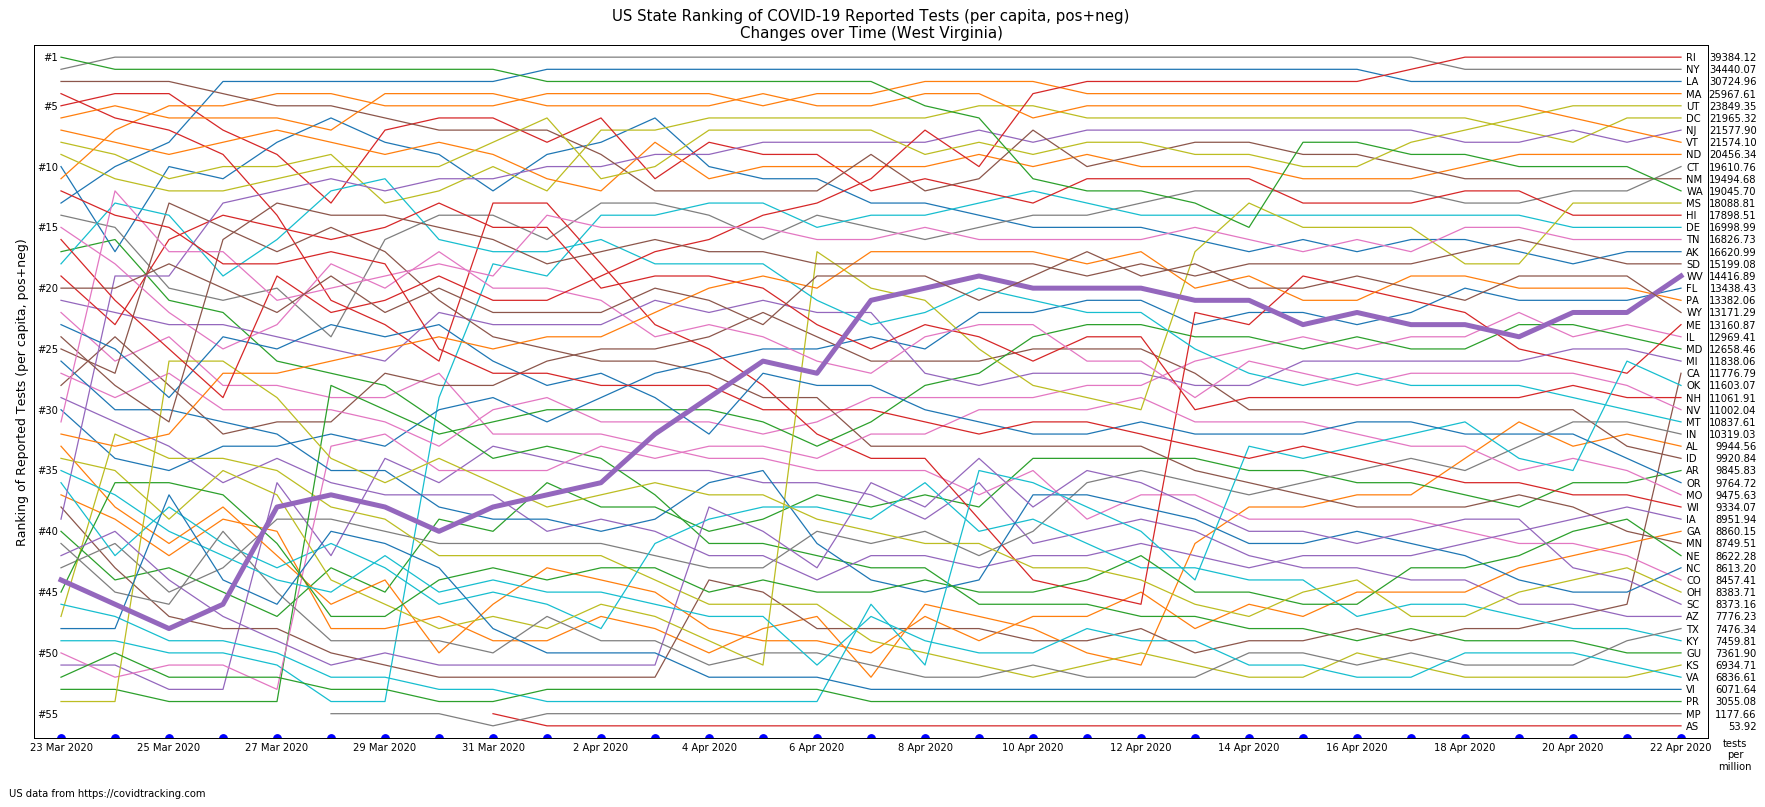 US State Ranking of COVID-19 Reported Tests (per capita, pos+neg)
Changes over Time (West Virginia)
Ranking of Reported Tests (per capita, pos+neg)
#1
#5
#10
#15
#20
#25
#30
#35
#40
#45
#50
#55
RI 39384.12
NY 34440.07
LA 30724.96
MA 25967.61
UT 23849.35
DC 21965.32
NJ 21577.90
VT 21574.10
ND 20456.34
CT 19610.76
NM 19494.68
WA 19045.70
MS 18088.81
HI 17898.51
DE 16998.99
TN 16826.73
AK 16620.99
SD 15199.08
WV 14416.89
FL 13438.43
PA 13382.06
WY 13171.29
ME 13160.87
IL 12969.41
MD 12658.46
MI 11838.06
CA 11776.79
OK 11603.07
NH 11061.91
NV 11002.04
MT 10837.61
IN 10319.03
AL 9944.56
ID 9920.84
AR 9845.83
OR 9764.72
MO 9475.63
WI 9334.07
IA 8951.94
GA 8860.15
MN 8749.51
NE 8622.28
NC 8613.20
CO 8457.41
OH 8383.71
SC 8373.16
AZ 7776.23
TX 7476.34
KY 7459.81
GU 7361.90
KS 6934.71
VA 6836.61
VI 6071.64
PR 3055.08
MP 1177.66
AS 53.92
23 Mar 2020 25 Mar 2020 27 Mar 2020 29 Mar 2020 31 Mar 2020 2 Apr 2020 4 Apr 2020 6 Apr 2020 8 Apr 2020 10 Apr 2020 12 Apr 2020 14 Apr 2020 16 Apr 2020 18 Apr 2020 20 Apr 2020 22 Apr 2020
tests
per
million
US data from https://covidtracking.com